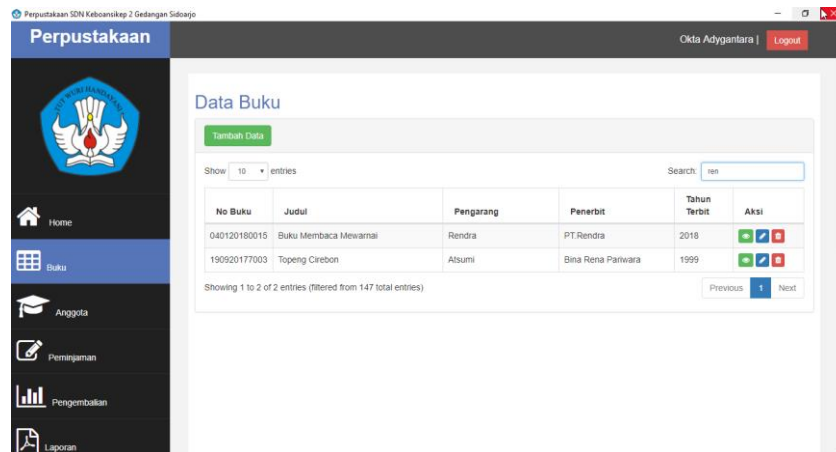 Perpustakaan SDN Keboansikep 2 Gedangan Sidoarjo
Perpustakaan
Okta Adygantara | Logout
TUT WURI HANDAYANI
Home
Buku
Anggota
Peminjaman
Pengembalian
Laporan
Data Buku
Tambah Data
Show 10 entries Search: ren
No Buku Judul Pengarang Penerbit Tahun Terbit Aksi
040120180015 Buku Membaca Mewarnai Rendra PT.Rendra 2018
190920177003 Topeng Cirebon Atsumi Bina Rena Pariwara 1999
Showing 1 to 2 of 2 entries (filtered from 147 total entries) Previous 1 Next